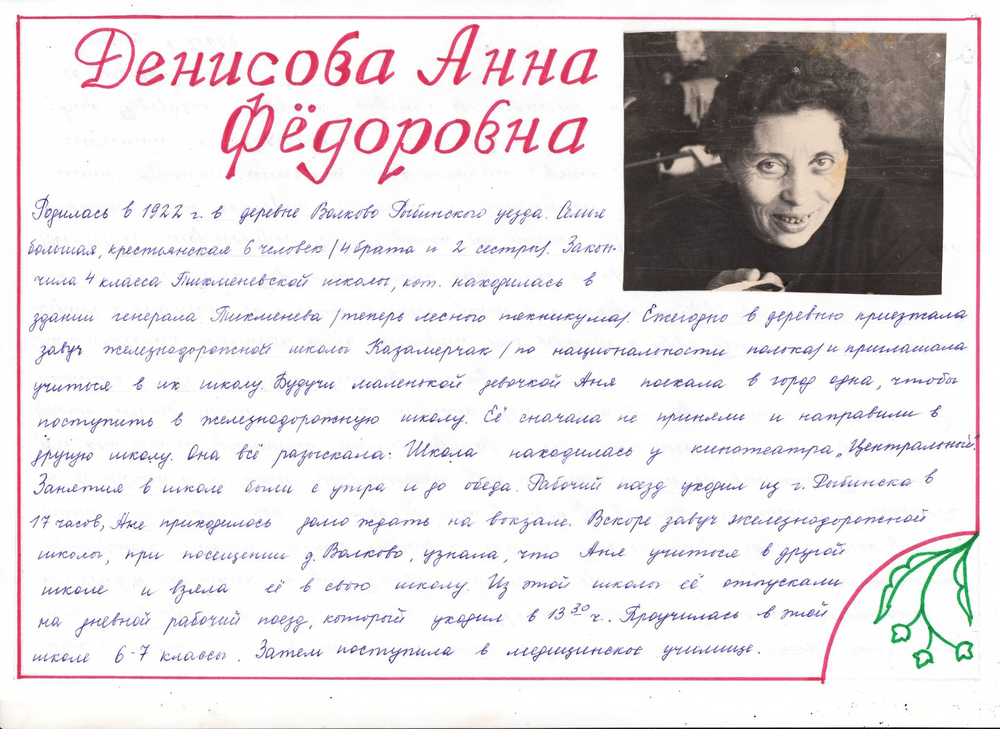 Денисова Анна
Фёдоровна
Родилась в 1922 г. в деревне Волково Рыбинского уезда. Семья
большая, крестьянская 6 человек /4 брата и 2 сестры/. Закон-
чила 4 класса Тихменевской школы, кот. находилась в
здании генерала Тихменева /теперь лесного техникума/. Ежегодно в деревню приезжала
завуч железнодорожной школы Казамерчак /по национальности полька/ и приглашала
учиться в их школу. Будучи маленькой девочкой Аня поехала в город одна, чтобы
поступить в железнодорожную школу. Её сначала не приняли и направили в
другую школу. Она всё разыскала. Школа находилась у кинотеатра „Центральный".
Занятия в школе были с утра и до обеда. Рабочий поезд уходил из г. Рыбинска в
17 часов, Ане приходилось долго ждать на вокзале. Вскоре завуч железнодорожной
школы, при посещении д. Волково, узнала, что Аня учиться в другой
школе и взяла её в свою школу. Из этой школы её отпускали
на дневной рабочий поезд, который уходил в 13 30 ч. Проучилась в этой
школе 6-7 классы. Затем поступила в медицинское училище.